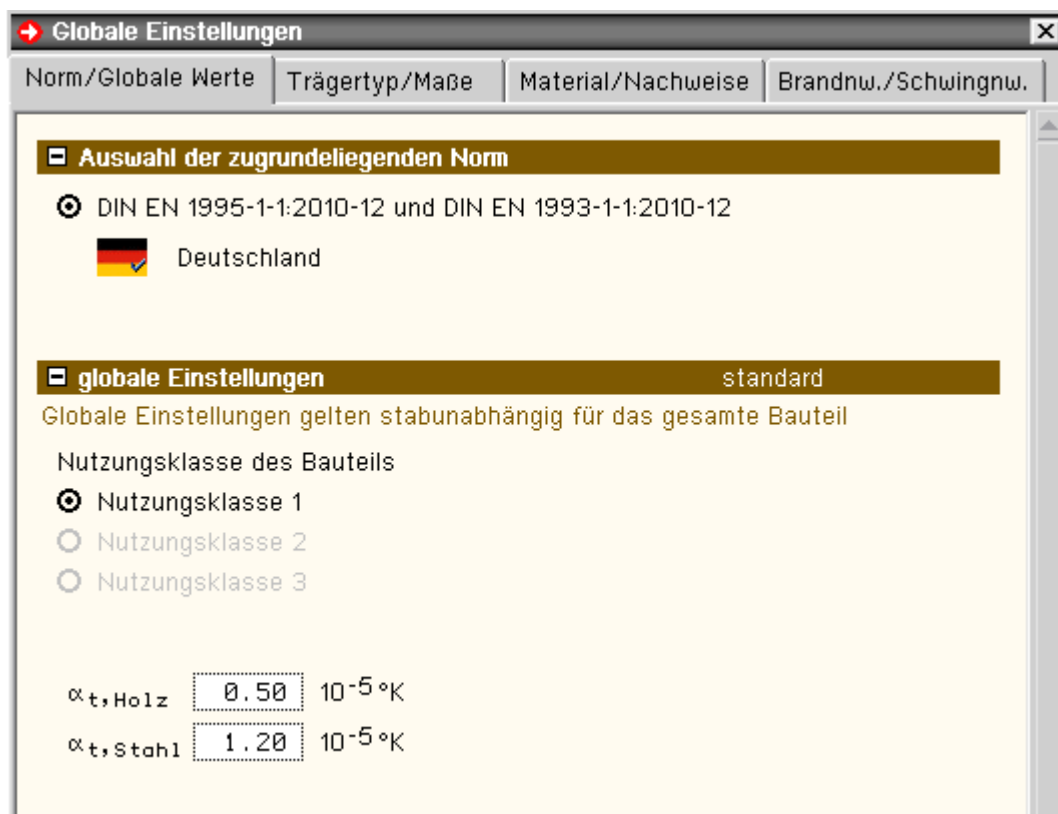 Globale Einstellungen
Norm/Globale Werte Trägertyp/Maße Material/Nachweise Brandnw./Schwingnw.
Auswahl der zugrundeliegenden Norm
DIN EN 1995-1-1:2010-12 und DIN EN 1993-1-1:2010-12
Deutschland
globale Einstellungen standard
Globale Einstellungen gelten stabunabhängig für das gesamte Bauteil
Nutzungsklasse des Bauteils
Nutzungsklasse 1
Nutzungsklasse 2
Nutzungsklasse 3
αt,Holz 0.50 10-5 °K
αt,Stahl 1.20 10-5 °K